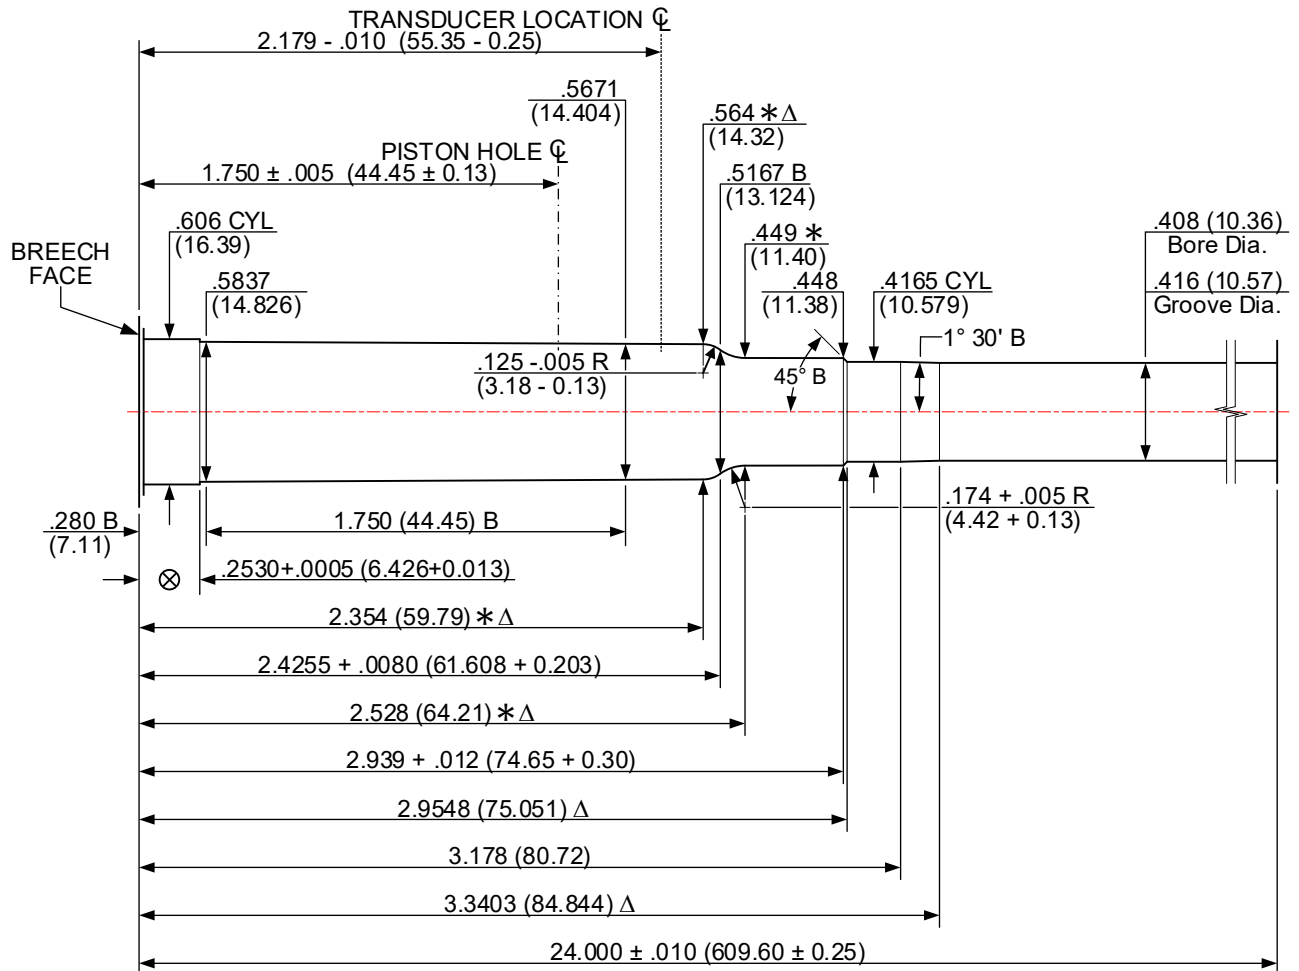 TRANSDUCER LOCATION ℄
2.179 - .010 (55.35 - 0.25)
.5671
(14.404)
.564 ∗ Δ
(14.32)
PISTON HOLE ℄
1.750 ± .005 (44.45 ± 0.13)
.5167 B
(13.124)
.606 CYL
(16.39)
.449 ∗
(11.40)
.408 (10.36)
Bore Dia.
BREECH
FACE
.5837
(14.826)
.448
(11.38)
.4165 CYL
(10.579)
.416 (10.57)
Groove Dia.
1° 30' B
.125 -.005 R
(3.18 - 0.13)
45° B
.280 B
(7.11)
1.750 (44.45) B
.174 + .005 R
(4.42 + 0.13)
⊗
.2530+.0005 (6.426+0.013)
2.354 (59.79) ∗ Δ
2.4255 + .0080 (61.608 + 0.203)
2.528 (64.21) ∗ Δ
2.939 + .012 (74.65 + 0.30)
2.9548 (75.051) Δ
3.178 (80.72)
3.3403 (84.844) Δ
24.000 ± .010 (609.60 ± 0.25)